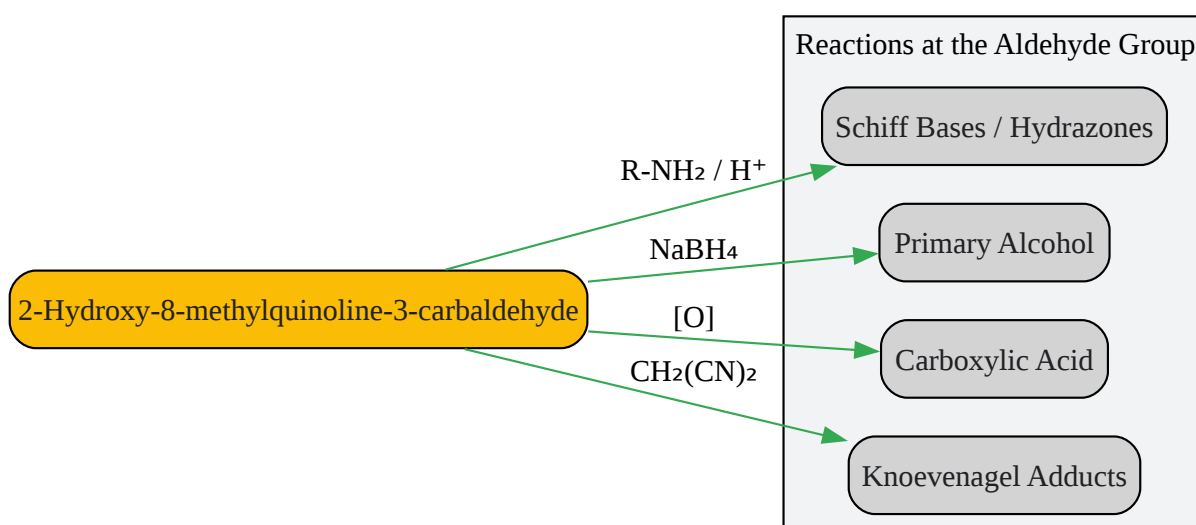 Reactions at the Aldehyde Group
Schiff Bases / Hydrazones
R-NH₂ / H⁺
Primary Alcohol
NaBH₄
2-Hydroxy-8-methylquinoline-3-carbaldehyde
[O]
Carboxylic Acid
CH₂(CN)₂
Knoevenagel Adducts